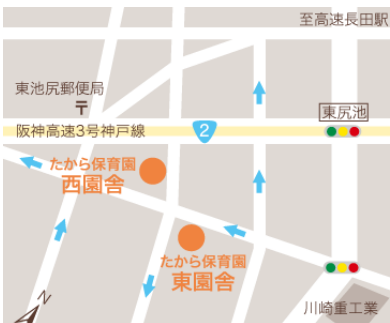 至高速長田駅
東池尻郵便局
〒
東尻池
阪神高速3号神戸線
2
たから保育園
西園舎
たから保育園
東園舎
N
川崎重工業